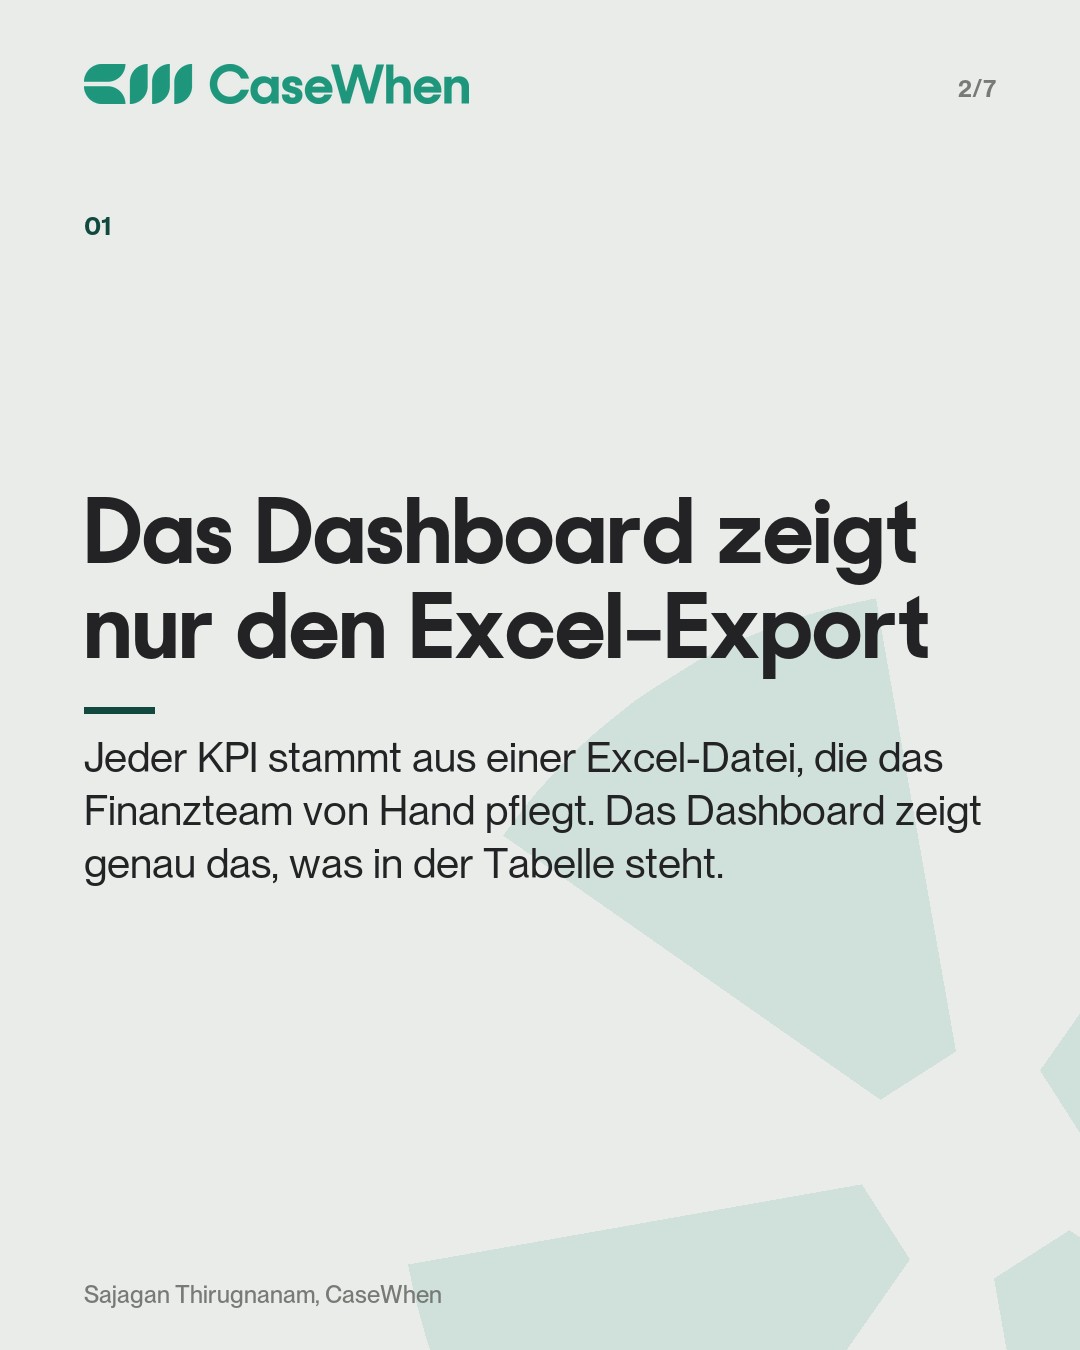 CaseWhen
2/7
01
Das Dashboard zeigt
nur den Excel-Export
Jeder KPI stammt aus einer Excel-Datei, die das
Finanzteam von Hand pflegt. Das Dashboard zeigt
genau das, was in der Tabelle steht.
Sajagan Thirugnanam, CaseWhen